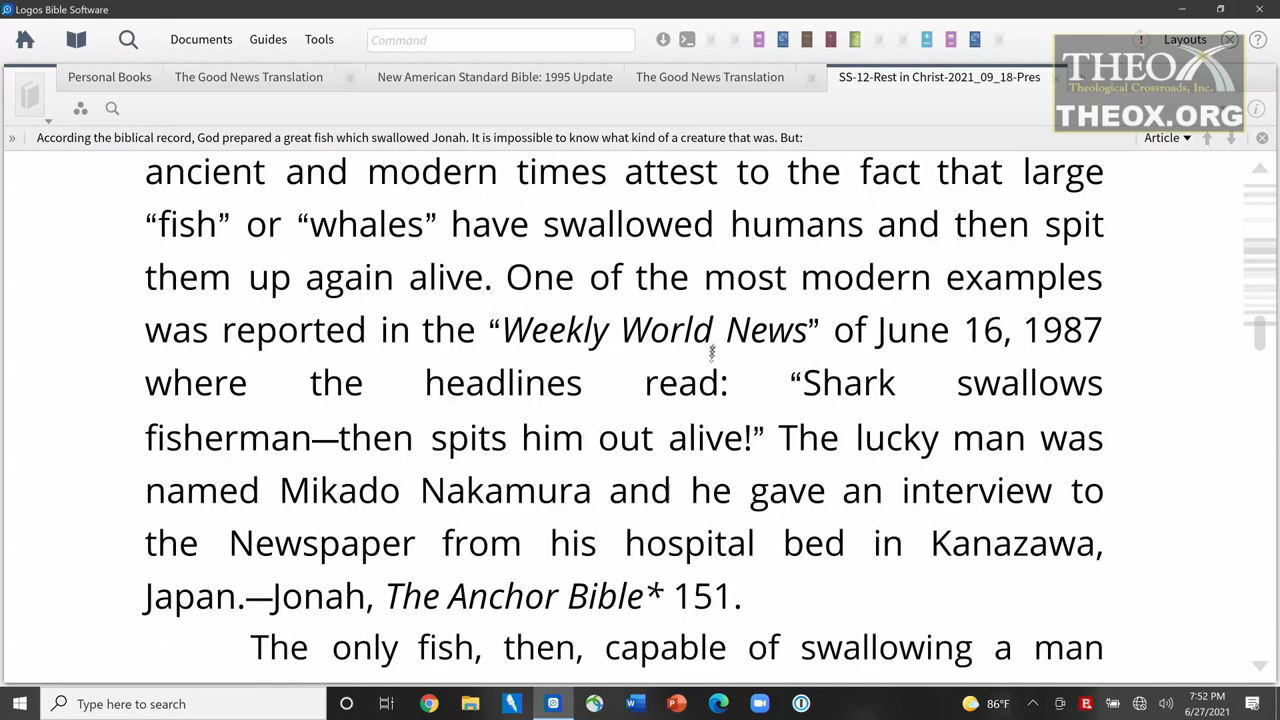 Logos Bible Software
Documents Guides Tools Command Layouts
THEOX
Theological Crossroads, Inc.
THEOX.ORG
Personal Books The Good News Translation New American Standard Bible: 1995 Update The Good News Translation SS-12-Rest in Christ-2021_09_18-Pres
» According the biblical record, God prepared a great fish which swallowed Jonah. It is impossible to know what kind of a creature that was. But: Article
ancient and modern times attest to the fact that large
“fish” or “whales” have swallowed humans and then spit
them up again alive. One of the most modern examples
was reported in the “Weekly World News” of June 16, 1987
where the headlines read: “Shark swallows
fisherman—then spits him out alive!” The lucky man was
named Mikado Nakamura and he gave an interview to
the Newspaper from his hospital bed in Kanazawa,
Japan.—Jonah, The Anchor Bible* 151.
The only fish, then, capable of swallowing a man
Type here to search
86°F
7:52 PM
6/27/2021